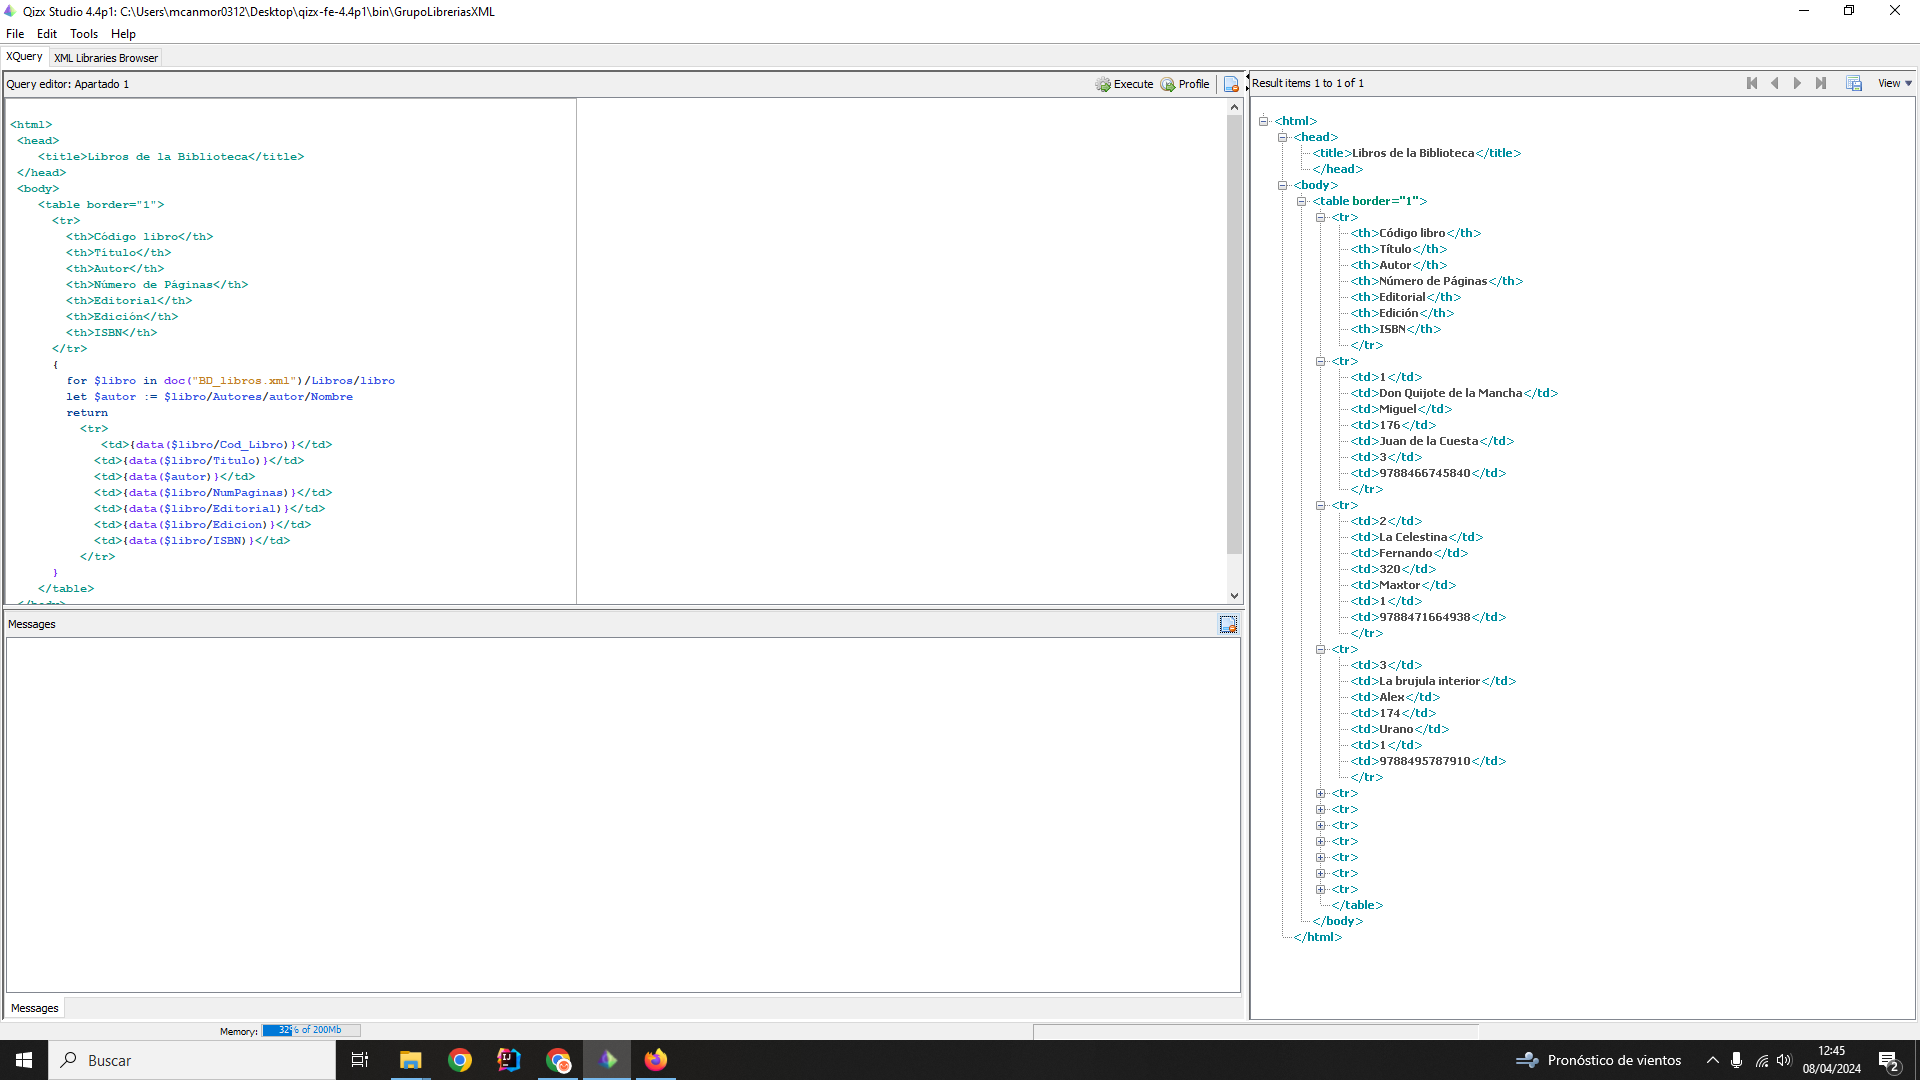 Qizx Studio 4.4p1: C:\Users\mcanmor0312\Desktop\qizx-fe-4.4p1\bin\GrupoLibreriasXML
File Edit Tools Help
XQuery XML Libraries Browser
Query editor: Apartado 1 Execute Profile
<html>
<head>
<title>Libros de la Biblioteca</title>
</head>
<body>
<table border="1">
<tr>
<th>Código libro</th>
<th>Título</th>
<th>Autor</th>
<th>Número de Páginas</th>
<th>Editorial</th>
<th>Edición</th>
<th>ISBN</th>
</tr>
{
for $libro in doc("BD_libros.xml")/Libros/libro
let $autor := $libro/Autores/autor/Nombre
return
<tr>
<td>{data($libro/Cod_Libro)}</td>
<td>{data($libro/Titulo)}</td>
<td>{data($autor)}</td>
<td>{data($libro/NumPaginas)}</td>
<td>{data($libro/Editorial)}</td>
<td>{data($libro/Edicion)}</td>
<td>{data($libro/ISBN)}</td>
</tr>
}
</table>
</body>
Messages
Messages
Memory: 32% of 200Mb
Result items 1 to 1 of 1 View
<html>
<head>
<title>Libros de la Biblioteca</title>
</head>
<body>
<table border="1">
<tr>
<th>Código libro</th>
<th>Título</th>
<th>Autor</th>
<th>Número de Páginas</th>
<th>Editorial</th>
<th>Edición</th>
<th>ISBN</th>
</tr>
<tr>
<td>1</td>
<td>Don Quijote de la Mancha</td>
<td>Miguel</td>
<td>176</td>
<td>Juan de la Cuesta</td>
<td>3</td>
<td>9788466745840</td>
</tr>
<tr>
<td>2</td>
<td>La Celestina</td>
<td>Fernando</td>
<td>320</td>
<td>Maxtor</td>
<td>1</td>
<td>9788471664938</td>
</tr>
<tr>
<td>3</td>
<td>La brujula interior</td>
<td>Alex</td>
<td>174</td>
<td>Urano</td>
<td>1</td>
<td>9788495787910</td>
</tr>
<tr>
<tr>
<tr>
<tr>
<tr>
<tr>
<tr>
</table>
</body>
</html>
Buscar
Pronóstico de vientos
12:45
08/04/2024
2